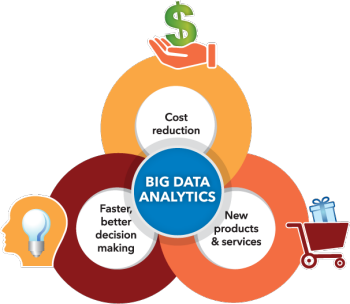 $
Cost
reduction
BIG DATA
ANALYTICS
Faster,
better
decision
making
New
products
& services